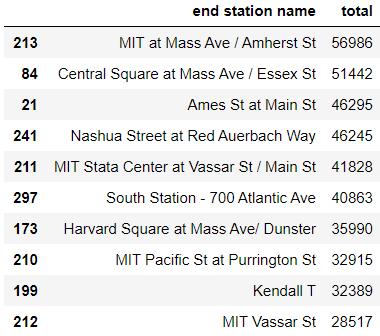 end station name total
213 MIT at Mass Ave / Amherst St 56986
84 Central Square at Mass Ave / Essex St 51442
21 Ames St at Main St 46295
241 Nashua Street at Red Auerbach Way 46245
211 MIT Stata Center at Vassar St / Main St 41828
297 South Station - 700 Atlantic Ave 40863
173 Harvard Square at Mass Ave/ Dunster 35990
210 MIT Pacific St at Purrington St 32915
199 Kendall T 32389
212 MIT Vassar St 28517